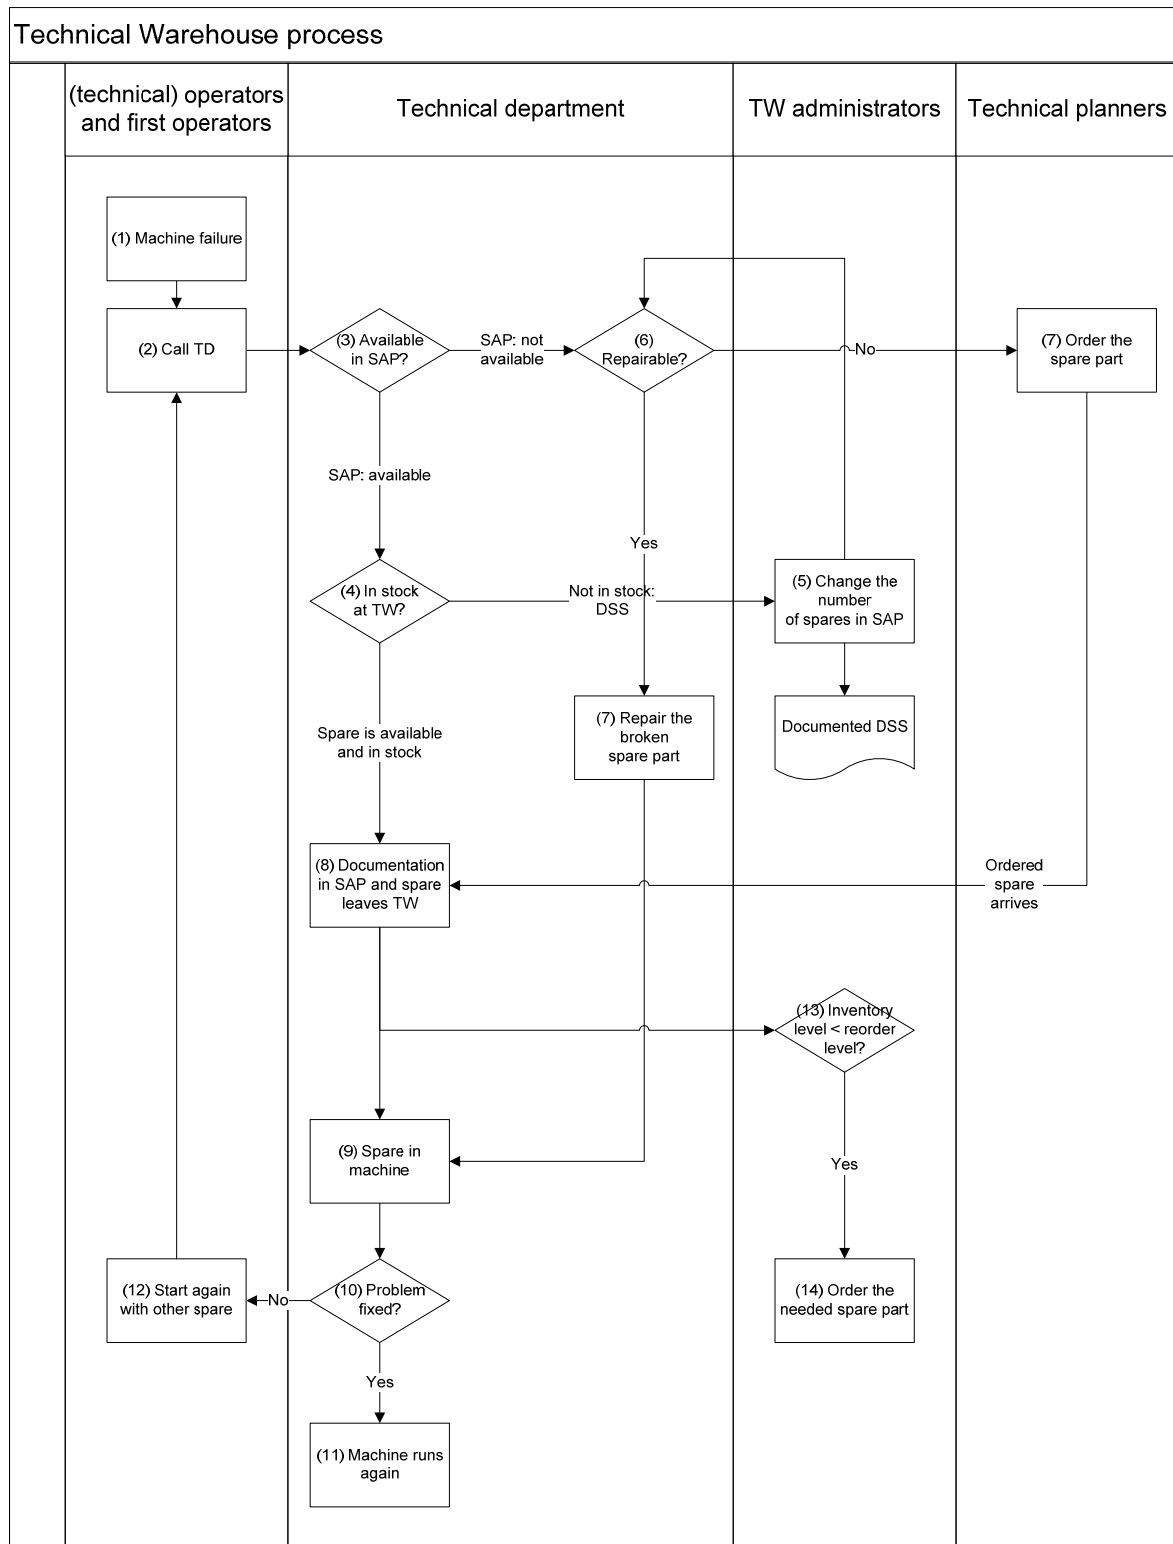 Technical Warehouse process
(technical) operators
and first operators
Technical department
TW administrators
Technical planners
(1) Machine failure
(2) Call TD
(3) Available
in SAP?
SAP: not
available
(6)
Repairable?
No
(7) Order the
spare part
SAP: available
Yes
(4) In stock
at TW?
Not in stock:
DSS
(5) Change the
number
of spares in SAP
Spare is available
and in stock
(7) Repair the
broken
spare part
Documented DSS
(8) Documentation
in SAP and spare
leaves TW
Ordered
spare
arrives
(13) Inventory
level < reorder
level?
(9) Spare in
machine
Yes
(12) Start again
with other spare
No
(10) Problem
fixed?
(14) Order the
needed spare part
Yes
(11) Machine runs
again